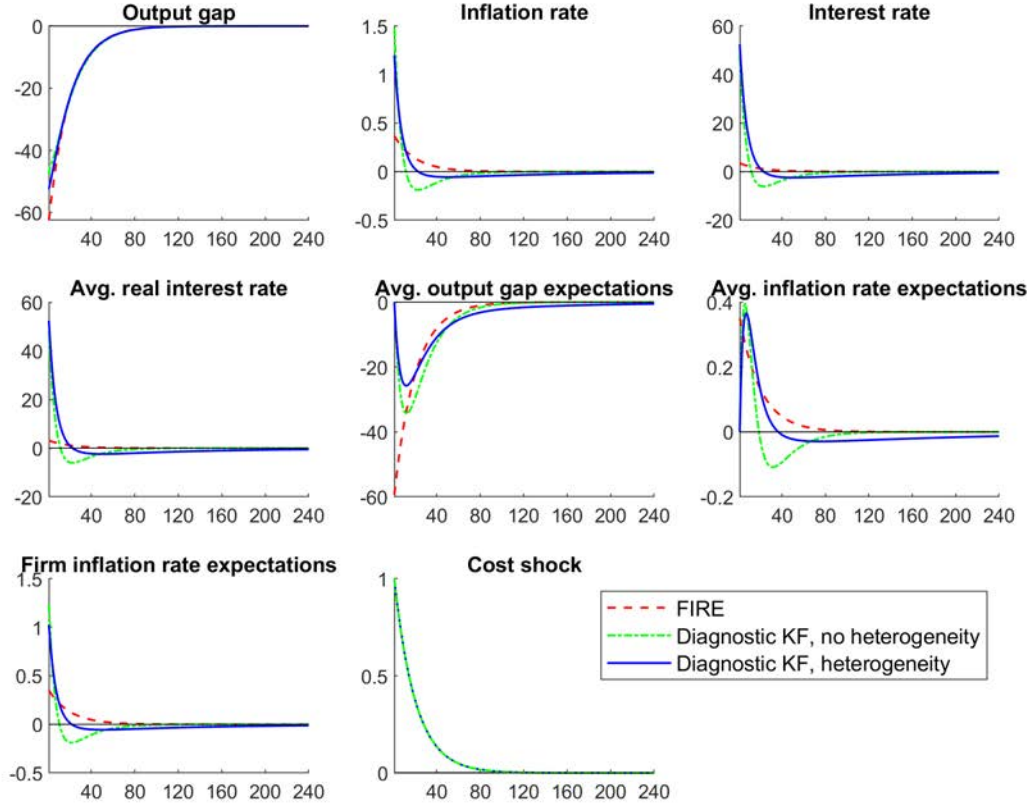 Output gap
0
-20
-40
-60
40 80 120 160 200 240
Inflation rate
1.5
1
0.5
0
-0.5
40 80 120 160 200 240
Interest rate
60
40
20
0
-20
40 80 120 160 200 240
Avg. real interest rate
60
40
20
0
-20
40 80 120 160 200 240
Avg. output gap expectations
0
-20
-40
-60
40 80 120 160 200 240
Avg. inflation rate expectations
0.4
0.2
0
-0.2
40 80 120 160 200 240
Firm inflation rate expectations
1.5
1
0.5
0
-0.5
40 80 120 160 200 240
Cost shock
1
0.5
0
40 80 120 160 200 240
FIRE
Diagnostic KF, no heterogeneity
Diagnostic KF, heterogeneity